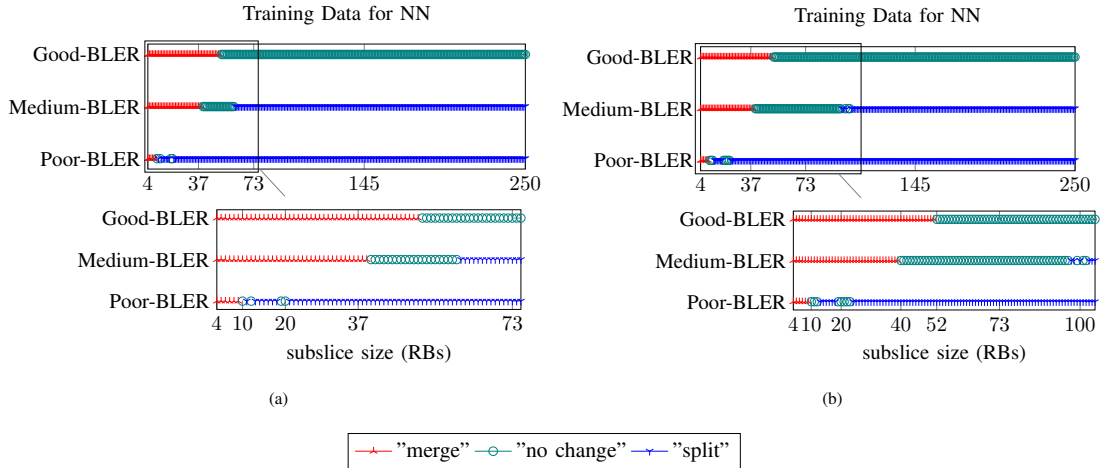 Training Data for NN
Good-BLER
Medium-BLER
Poor-BLER
4 37 73 145 250
Good-BLER
Medium-BLER
Poor-BLER
4 10 20 37 73
subslice size (RBs)
(a)
Training Data for NN
Good-BLER
Medium-BLER
Poor-BLER
4 37 73 145 250
Good-BLER
Medium-BLER
Poor-BLER
4 10 20 40 52 73 100
subslice size (RBs)
(b)
"merge" "no change" "split"